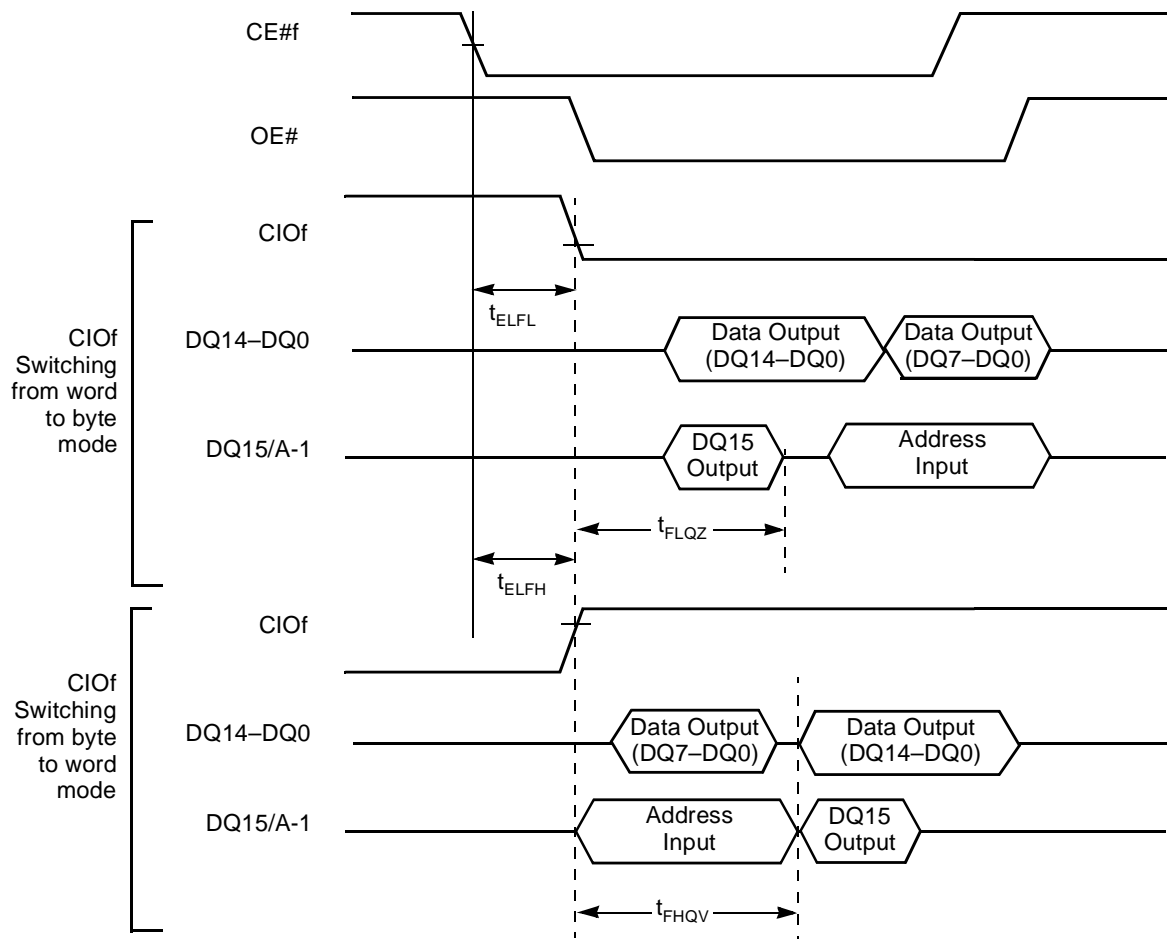 CE#f
OE#
CIOf
tELFL
CIOf
Switching
from word
to byte
mode
DQ14–DQ0
Data Output
(DQ14–DQ0)
Data Output
(DQ7–DQ0)
DQ15/A-1
DQ15
Output
Address
Input
tFLQZ
tELFH
CIOf
CIOf
Switching
from byte
to word
mode
DQ14–DQ0
Data Output
(DQ7–DQ0)
Data Output
(DQ14–DQ0)
DQ15/A-1
Address
Input
DQ15
Output
tFHQV